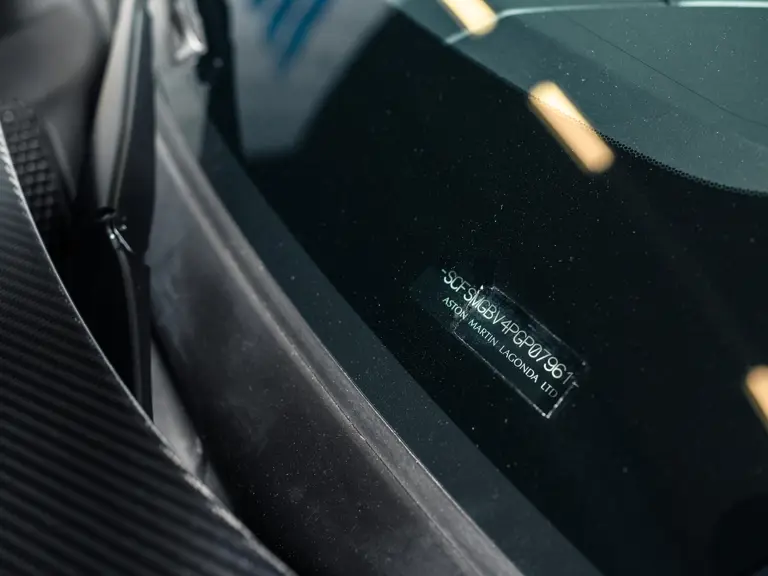 -SCFSMGBV4PGP07961-
ASTON MARTIN LAGONDA LTD